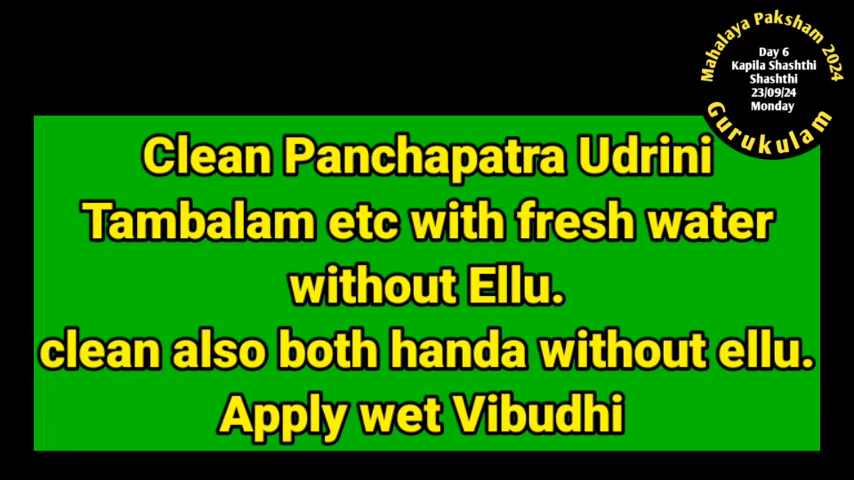 Mahalaya Paksham 2024
Day 6
Kapila Shashthi
Shashthi
23/09/24
Monday
Gurukulam
Clean Panchapatra Udrini
Tambalam etc with fresh water
without Ellu.
clean also both handa without ellu.
Apply wet Vibudhi